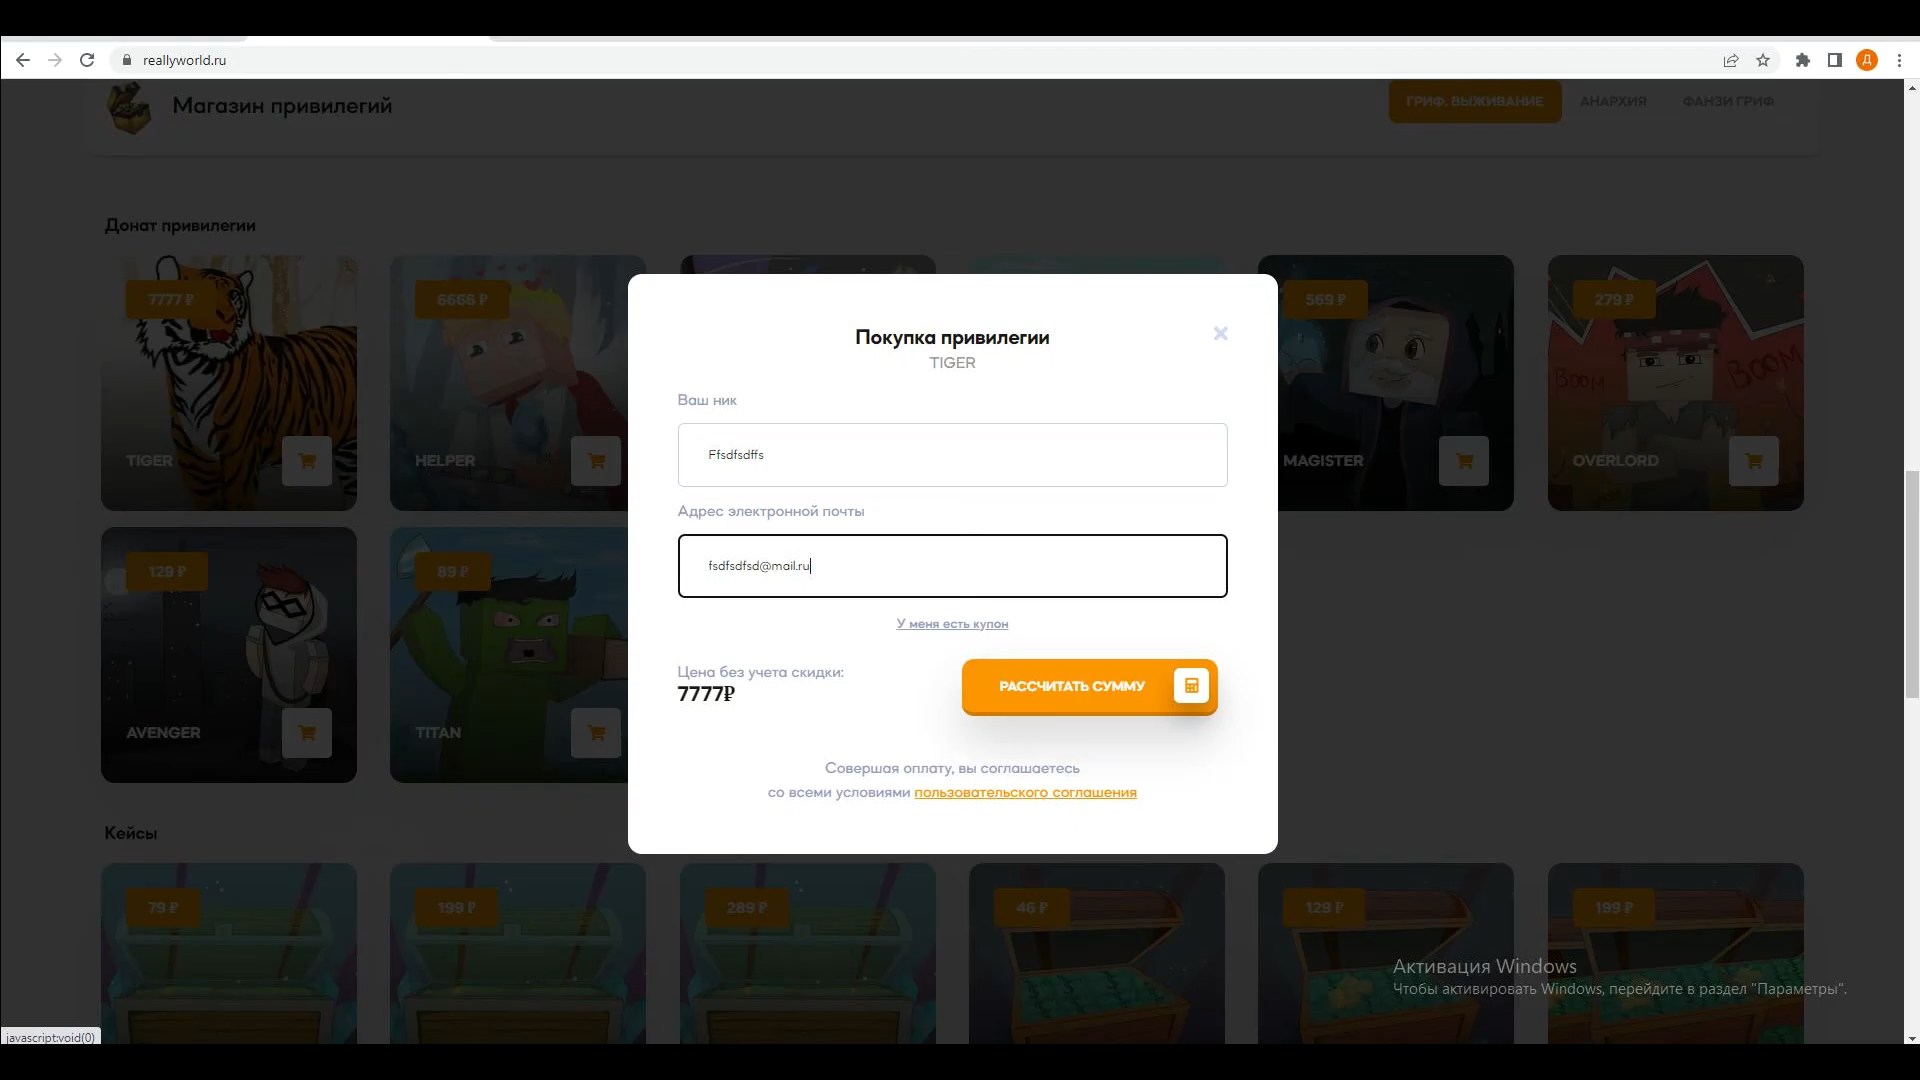 reallyworld.ru
Д
Магазин привилегий
ГРИФ. ВЫЖИВАНИЕ
АНАРХИЯ
ФАНЗИ ГРИФ
Донат привилегии
7777 ₽
6666 ₽
569 ₽
279 ₽
BOOM
BOOM
TIGER
HELPER
MAGISTER
OVERLORD
129 ₽
89 ₽
AVENGER
TITAN
Покупка привилегии
TIGER
Ваш ник
Ffsdfsdffs
Адрес электронной почты
fsdfsdfsd@mail.ru
У меня есть купон
Цена без учета скидки:
7777₽
РАССЧИТАТЬ СУММУ
Совершая оплату, вы соглашаетесь
со всеми условиями пользовательского соглашения
Кейсы
79 ₽
199 ₽
289 ₽
46 ₽
129 ₽
199 ₽
Активация Windows
Чтобы активировать Windows, перейдите в раздел "Параметры".
javascript:void(0)